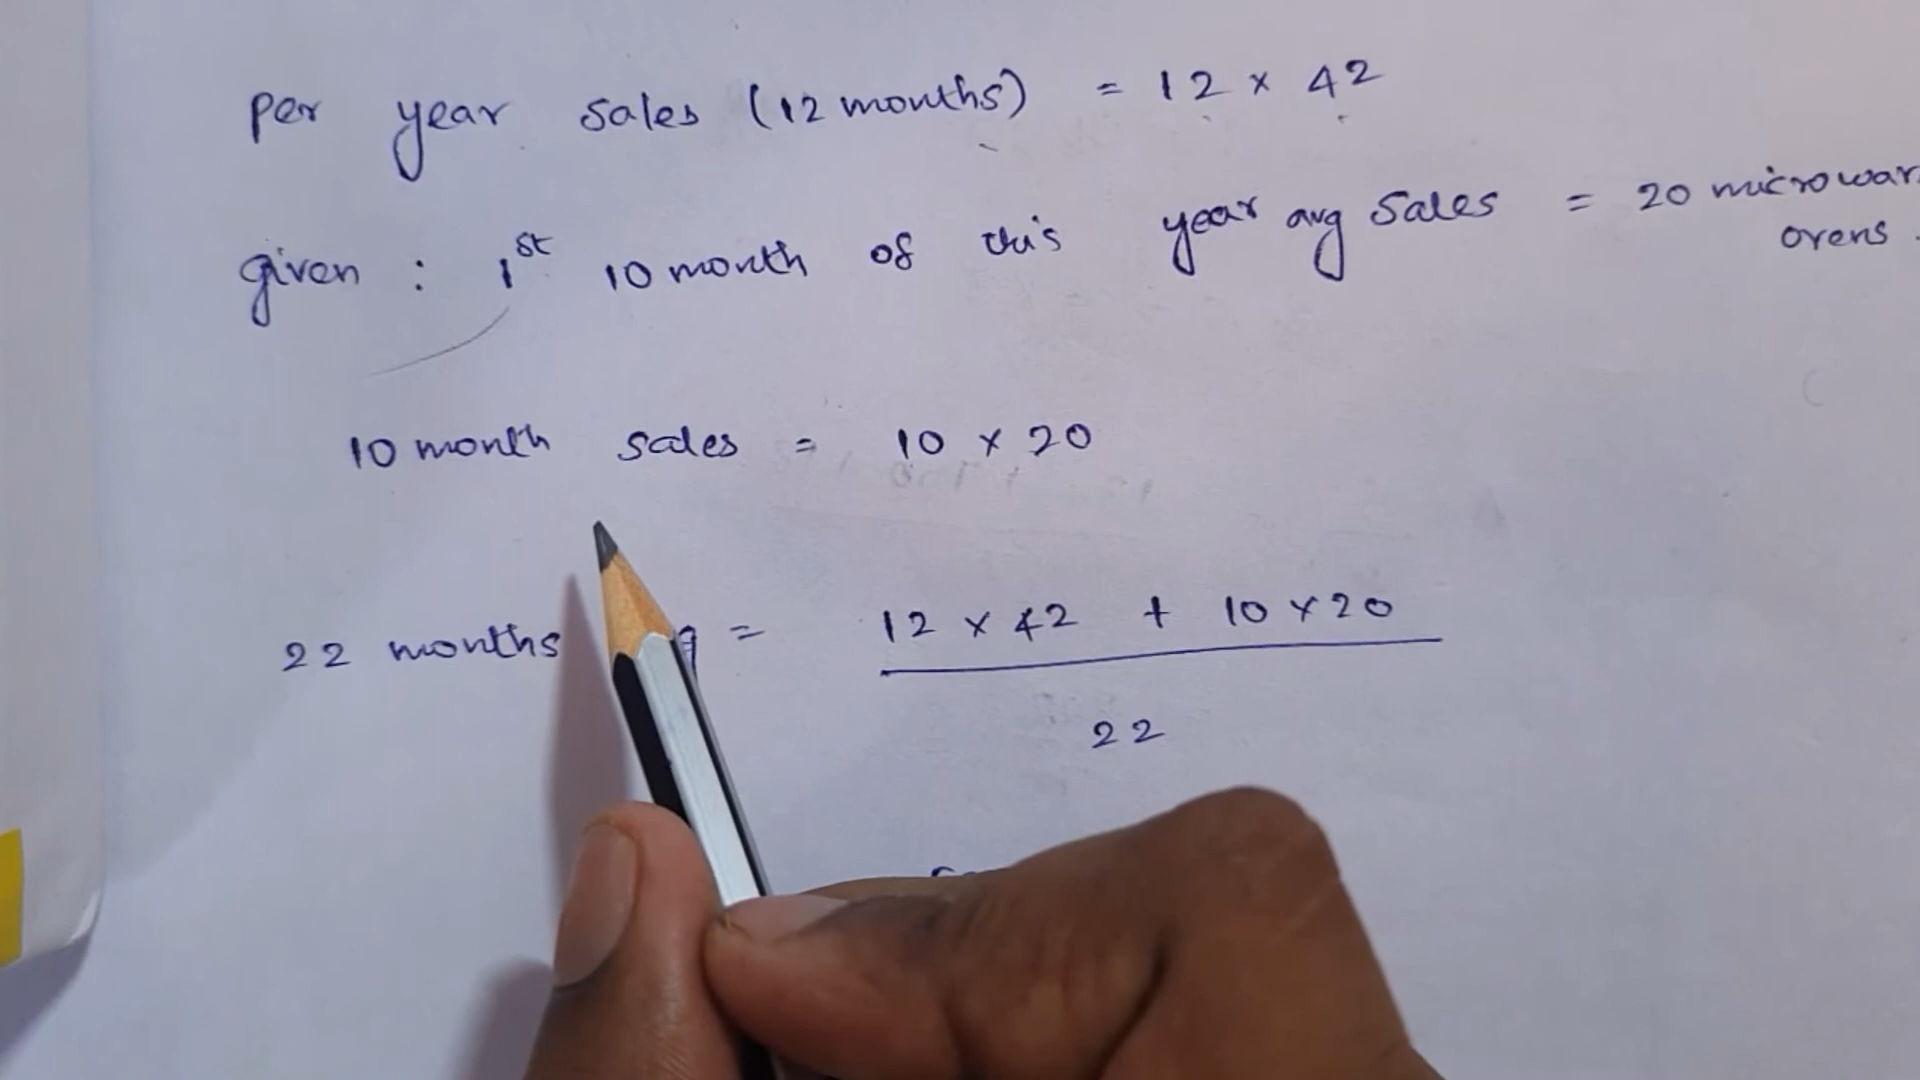 per year sales (12 months) = 12 x 42
given : 1st 10 month of this year avg sales = 20
ovens.
10 month sales = 10 x 20
22 months =
12 x 42 + 10 x 20
22